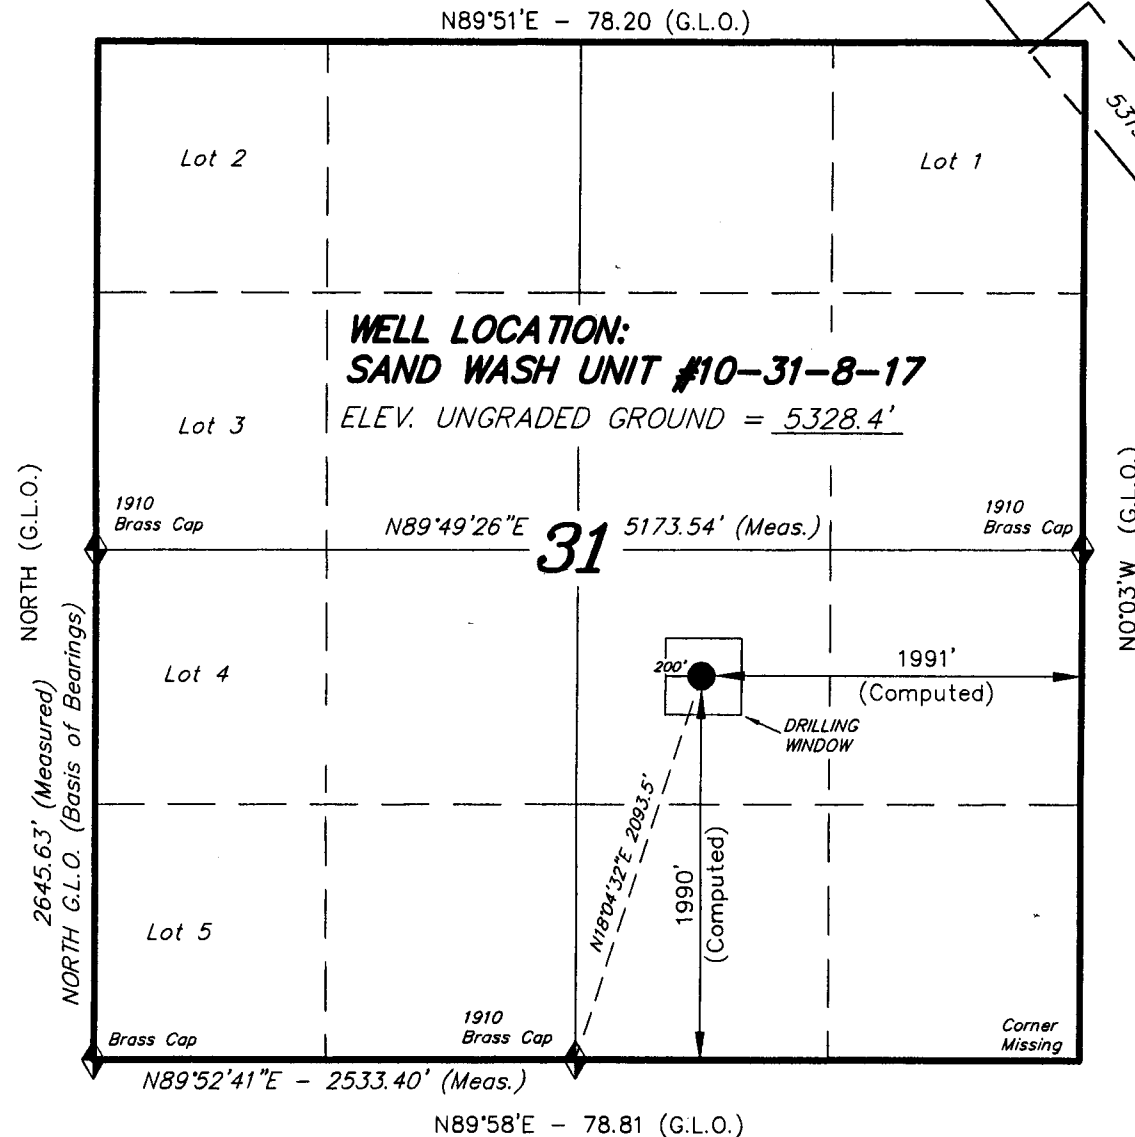 N89°51'E - 78.20 (G.L.O.)
Lot 2
Lot 1
WELL LOCATION:
SAND WASH UNIT #10-31-8-17
ELEV. UNGRADED GROUND = 5328.4'
Lot 3
1910
Brass Cap
N89°49'26"E
31
5173.54' (Meas.)
1910
Brass Cap
NORTH (G.L.O.)
N0°03'W (G.L.O.)
2645.63' (Measured)
NORTH G.L.O. (Basis of Bearings)
Lot 4
200'
1991'
(Computed)
DRILLING
WINDOW
N18°04'32"E 2093.5'
1990'
(Computed)
Lot 5
Brass Cap
1910
Brass Cap
Corner
Missing
N89°52'41"E - 2533.40' (Meas.)
N89°58'E - 78.81 (G.L.O.)